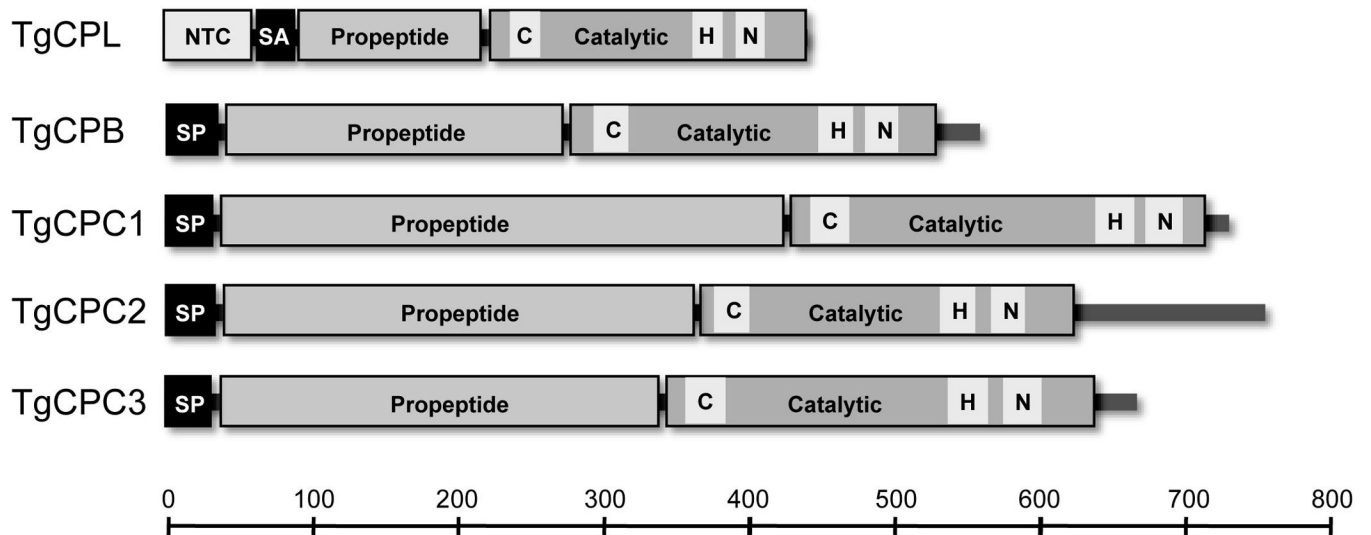 TgCPL NTC SA Propeptide C Catalytic H N
TgCPB SP Propeptide C Catalytic H N
TgCPC1 SP Propeptide C Catalytic H N
TgCPC2 SP Propeptide C Catalytic H N
TgCPC3 SP Propeptide C Catalytic H N
0 100 200 300 400 500 600 700 800